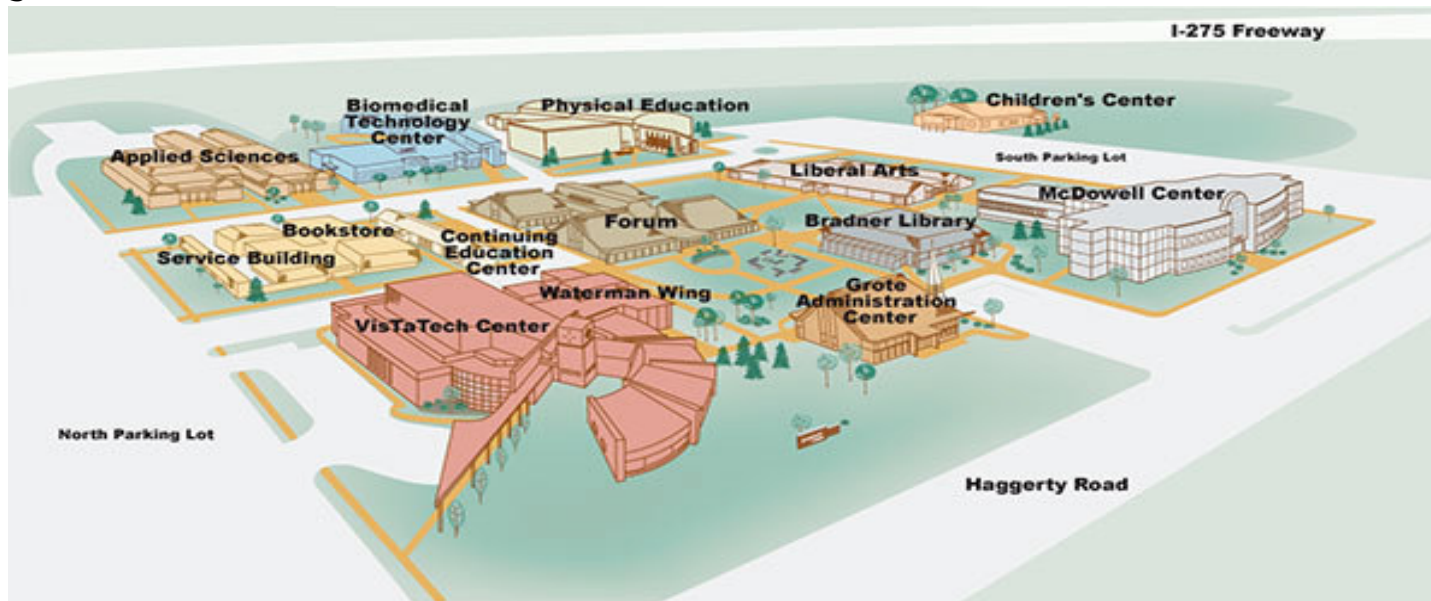 I-275 Freeway
Children's Center
Biomedical
Technology
Center
Physical Education
Applied Sciences
South Parking Lot
Liberal Arts
McDowell Center
Bookstore
Forum
Bradner Library
Service Building
Continuing
Education
Center
Waterman Wing
Grote
Administration
Center
VisTaTech Center
North Parking Lot
Haggerty Road